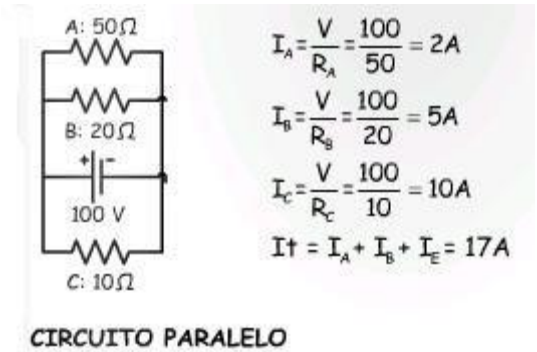 A: 50Ω
B: 20Ω
+ -
100 V
C: 10Ω
I_A = V/R_A = 100/50 = 2A
I_B = V/R_B = 100/20 = 5A
I_C = V/R_C = 100/10 = 10A
It = I_A + I_B + I_E = 17A
CIRCUITO PARALELO